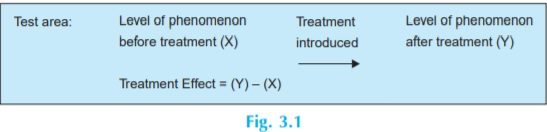 Test area: Level of phenomenon Treatment Level of phenomenon
before treatment (X) introduced after treatment (Y)
Treatment Effect = (Y) – (X)
Fig. 3.1